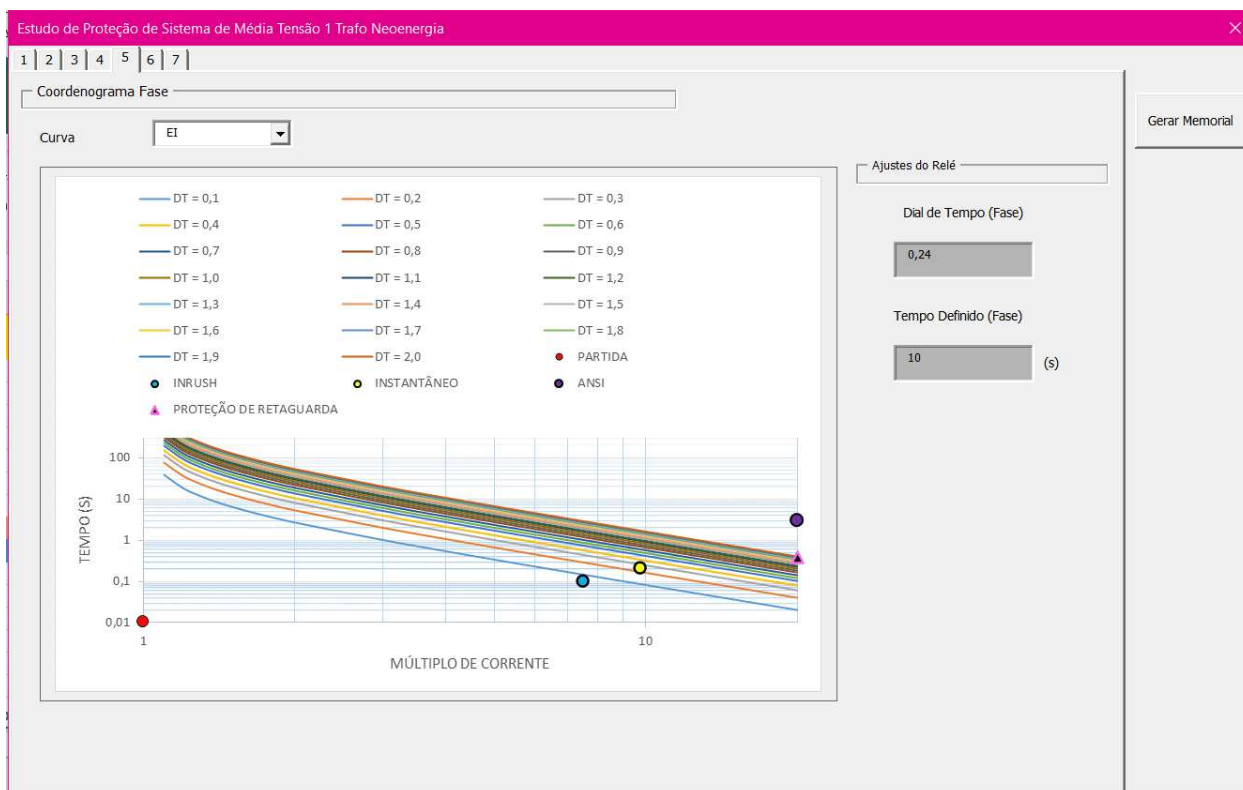 Estudo de Proteção de Sistema de Média Tensão 1 Trafo Neoenergia
1 2 3 4 5 6 7
Coordenograma Fase
Curva EI
DT = 0,1 DT = 0,2 DT = 0,3
DT = 0,4 DT = 0,5 DT = 0,6
DT = 0,7 DT = 0,8 DT = 0,9
DT = 1,0 DT = 1,1 DT = 1,2
DT = 1,3 DT = 1,4 DT = 1,5
DT = 1,6 DT = 1,7 DT = 1,8
DT = 1,9 DT = 2,0 PARTIDA
INRUSH INSTANTÂNEO ANSI
PROTEÇÃO DE RETAGUARDA
TEMPO (S)
100
10
1
0,1
0,01
1 10
MÚLTIPLO DE CORRENTE
Ajustes do Relé
Dial de Tempo (Fase)
0,24
Tempo Definido (Fase)
10 (s)
Gerar Memorial